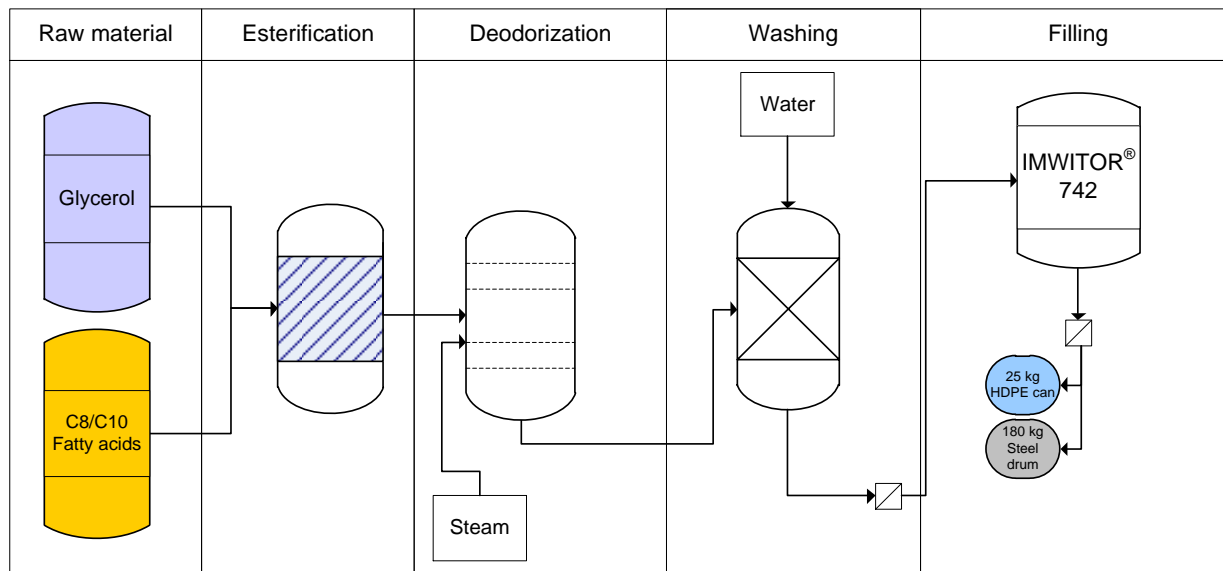 Raw material
Esterification
Deodorization
Washing
Filling
Glycerol
C8/C10
Fatty acids
Steam
Water
IMWITOR®
742
25 kg
HDPE can
180 kg
Steel
drum